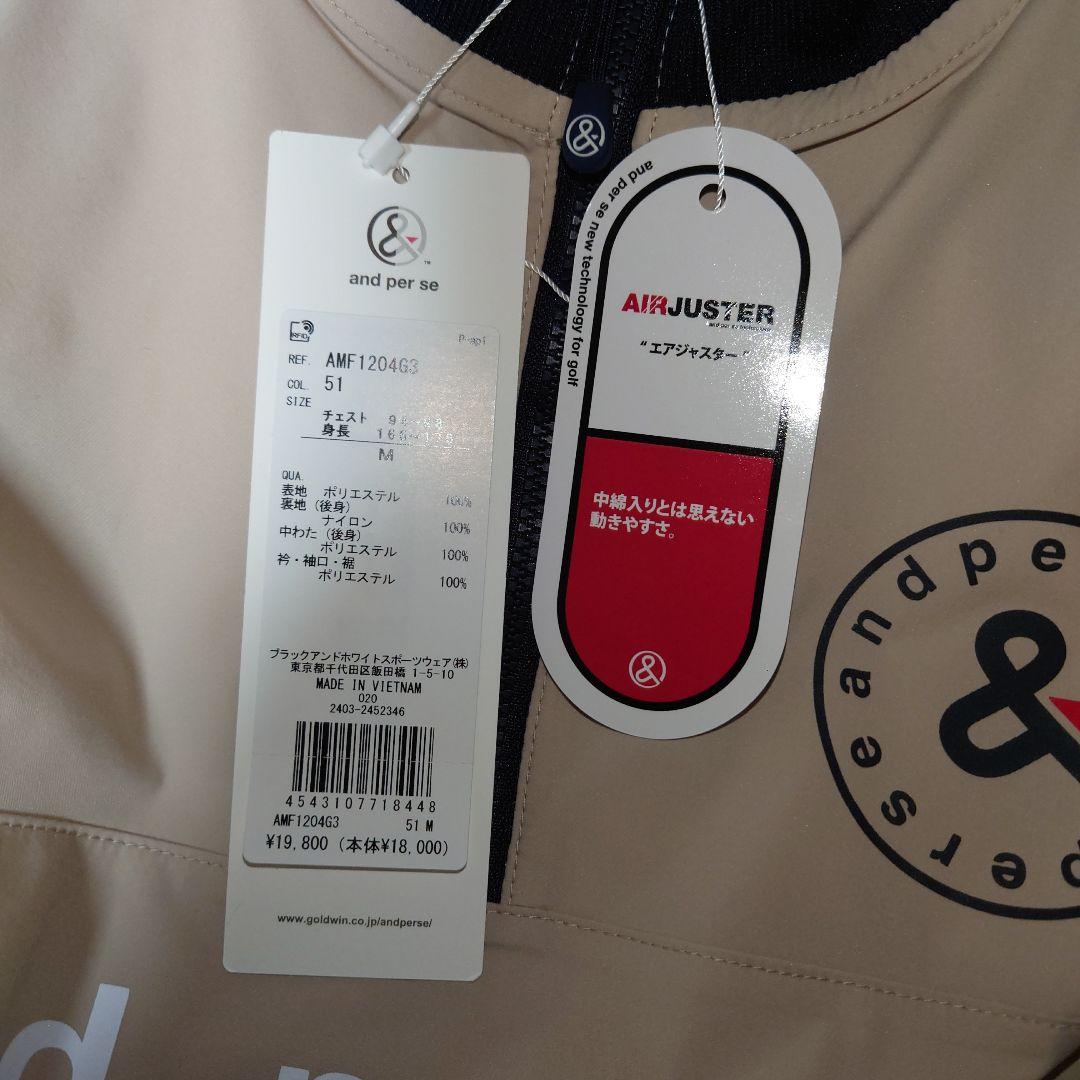 &
and per se
RFID
P-ap1
REF. AMF1204G3
COL. 51
SIZE
チェスト
身長
M
QUA.
表地 ポリエステル 100%
裏地(後身)
ナイロン 100%
中わた(後身)
ポリエステル 100%
衿・袖口・裾
ポリエステル 100%
ブラックアンドホワイトスポーツウェア(株)
東京都千代田区飯田橋 1-5-10
MADE IN VIETNAM
020
2403-2452346
4543107718448
AMF1204G3 51 M
¥19,800 (本体¥18,000)
www.goldwin.co.jp/andperse/
&
and per se new technology for golf
AIRJUSTER
"エアジャスター"
中綿入りとは思えない
動きやすさ。
&
and pe
&
perse
d